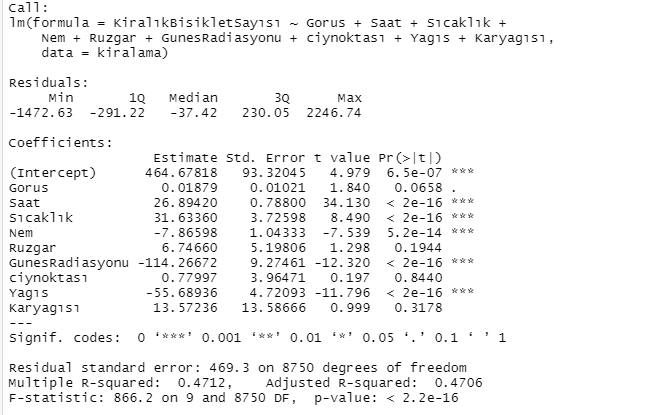 Call:
lm(formula = KiralıkBisikletSayısı ~ Gorus + Saat + Sıcaklık +
Nem + Ruzgar + GunesRadiasyonu + ciynoktası + Yagıs + Karyagısı,
data = kiralama)
Residuals:
Min 1Q Median 3Q Max
-1472.63 -291.22 -37.42 230.05 2246.74
Coefficients:
Estimate Std. Error t value Pr(>|t|)
(Intercept) 464.67818 93.32045 4.979 6.5e-07 ***
Gorus 0.01879 0.01021 1.840 0.0658 .
Saat 26.89420 0.78800 34.130 < 2e-16 ***
Sıcaklık 31.63360 3.72598 8.490 < 2e-16 ***
Nem -7.86598 1.04333 -7.539 5.2e-14 ***
Ruzgar 6.74660 5.19806 1.298 0.1944
GunesRadiasyonu -114.26672 9.27461 -12.320 < 2e-16 ***
ciynoktası 0.77997 3.96471 0.197 0.8440
Yagıs -55.68936 4.72093 -11.796 < 2e-16 ***
Karyagısı 13.57236 13.58666 0.999 0.3178
---
Signif. codes: 0 ‘***’ 0.001 ‘**’ 0.01 ‘*’ 0.05 ‘.’ 0.1 ‘ ’ 1
Residual standard error: 469.3 on 8750 degrees of freedom
Multiple R-squared: 0.4712, Adjusted R-squared: 0.4706
F-statistic: 866.2 on 9 and 8750 DF, p-value: < 2.2e-16